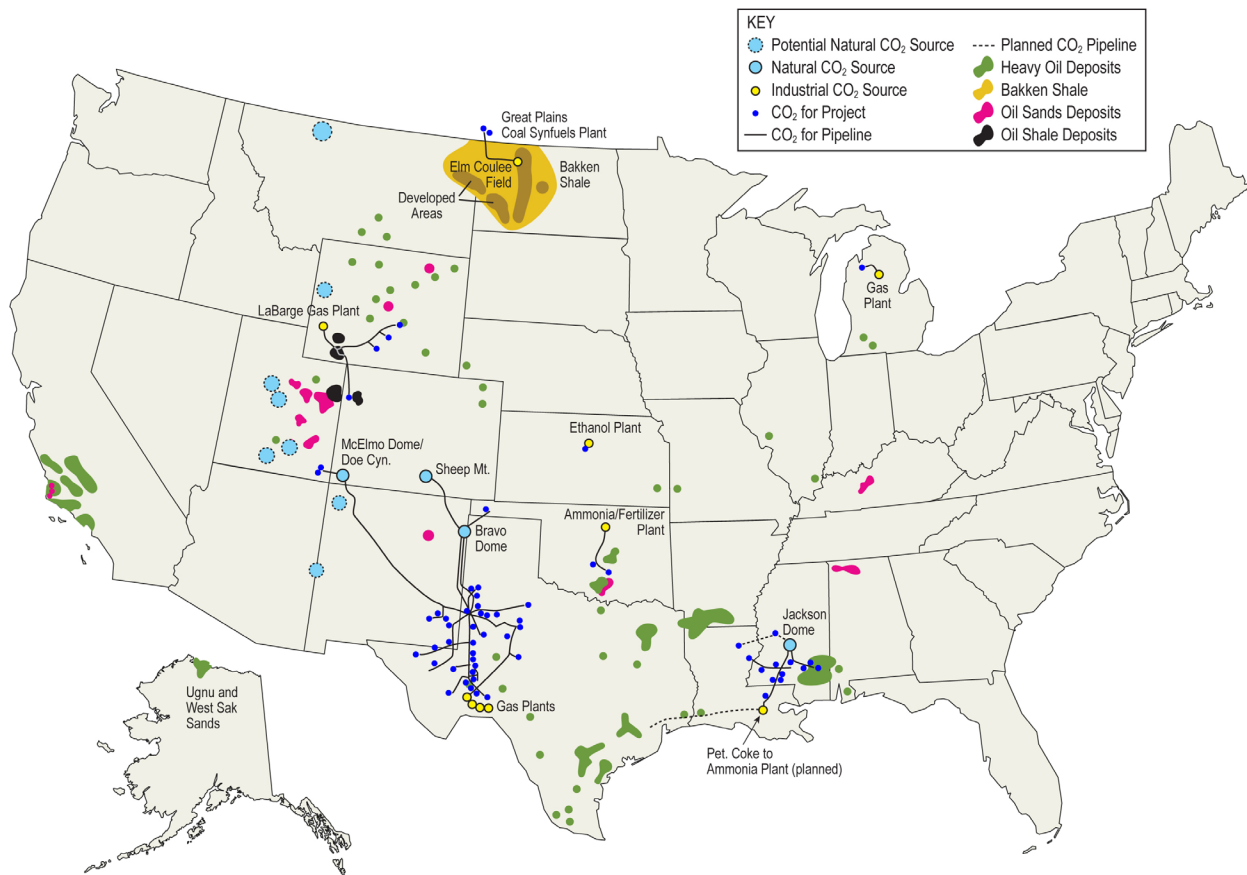 KEY
Potential Natural CO₂ Source
Natural CO₂ Source
Industrial CO₂ Source
CO₂ for Project
CO₂ for Pipeline
Planned CO₂ Pipeline
Heavy Oil Deposits
Bakken Shale
Oil Sands Deposits
Oil Shale Deposits
Great Plains
Coal Synfuels Plant
Elm Coulee
Field
Bakken
Shale
Developed
Areas
LaBarge Gas Plant
Gas
Plant
McElmo Dome/
Doe Cyn.
Sheep Mt.
Ethanol Plant
Bravo
Dome
Ammonia/Fertilizer
Plant
Jackson
Dome
Gas Plants
Ugnu and
West Sak
Sands
Pet. Coke to
Ammonia Plant (planned)